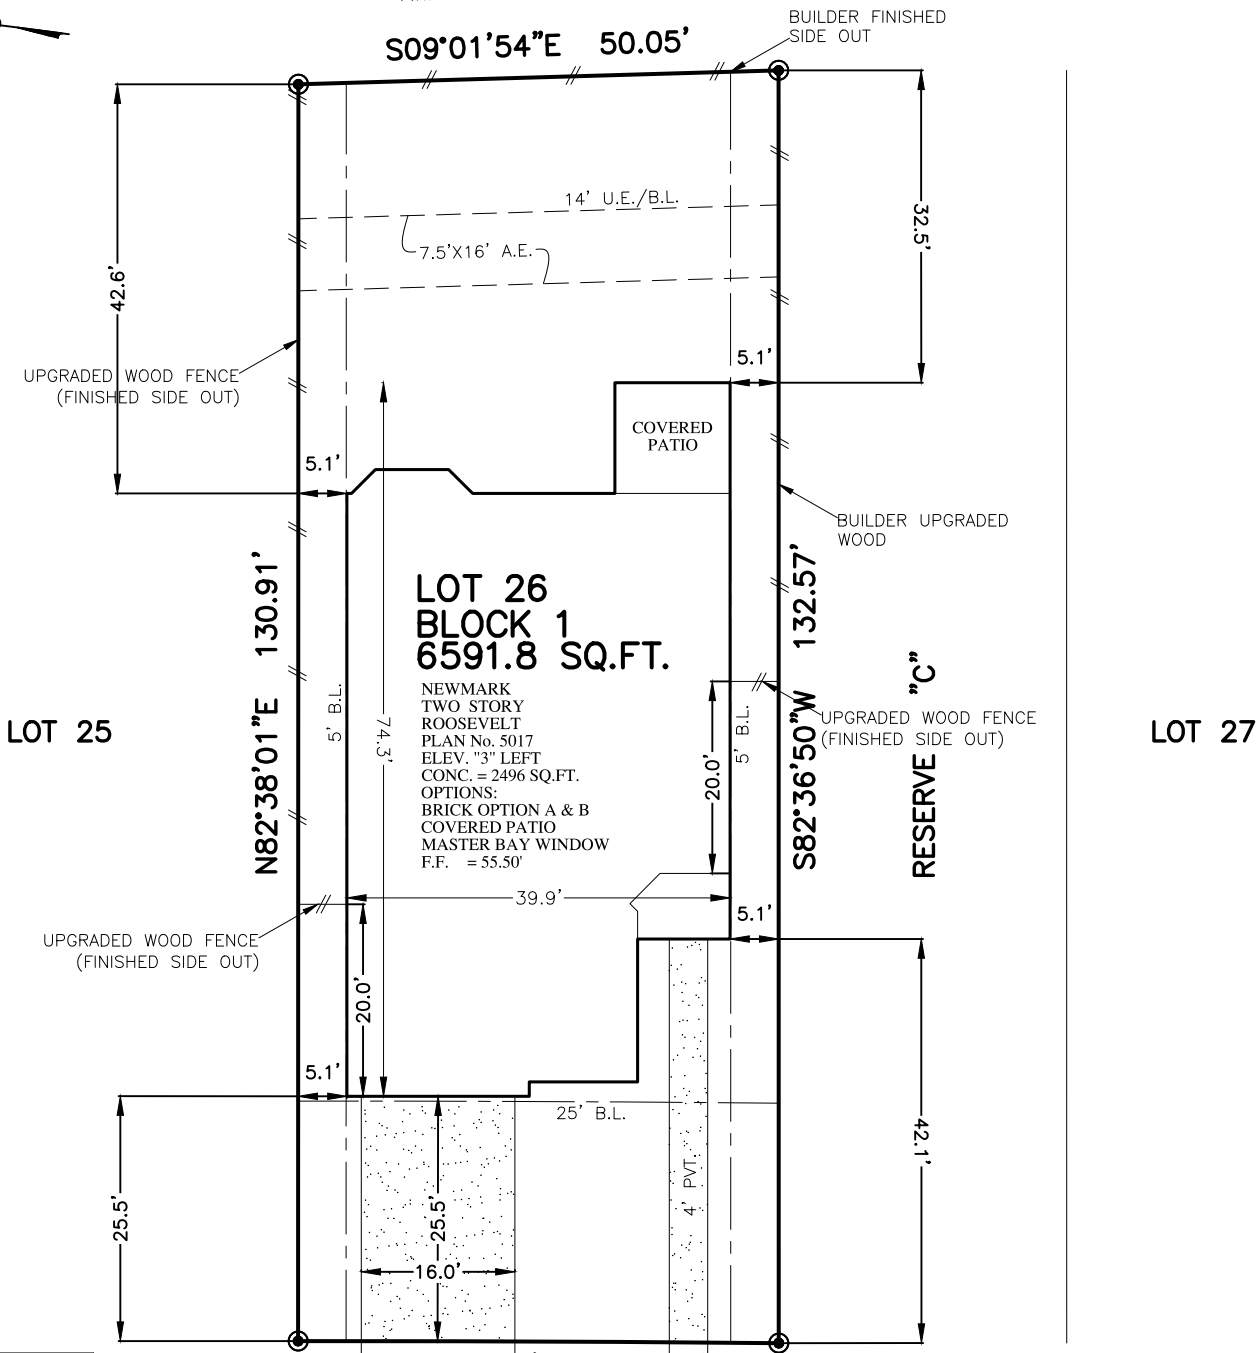 BUILDER FINISHED
SIDE OUT
S09°01'54"E 50.05'
14' U.E./B.L.
7.5'X16' A.E.
32.5'
42.6'
5.1'
UPGRADED WOOD FENCE
(FINISHED SIDE OUT)
COVERED
PATIO
5.1'
BUILDER UPGRADED
WOOD
N82°38'01"E 130.91'
S82°36'50"W 132.57'
LOT 26
BLOCK 1
6591.8 SQ.FT.
NEWMARK
TWO STORY
ROOSEVELT
PLAN No. 5017
ELEV. "3" LEFT
CONC. = 2496 SQ.FT.
OPTIONS:
BRICK OPTION A & B
COVERED PATIO
MASTER BAY WINDOW
F.F. = 55.50'
LOT 25
5' B.L.
74.3'
20.0'
5' B.L.
UPGRADED WOOD FENCE
(FINISHED SIDE OUT)
RESERVE "C"
LOT 27
39.9'
5.1'
UPGRADED WOOD FENCE
(FINISHED SIDE OUT)
20.0'
5.1'
25' B.L.
25.5'
25.5'
16.0'
4' PVT.
42.1'